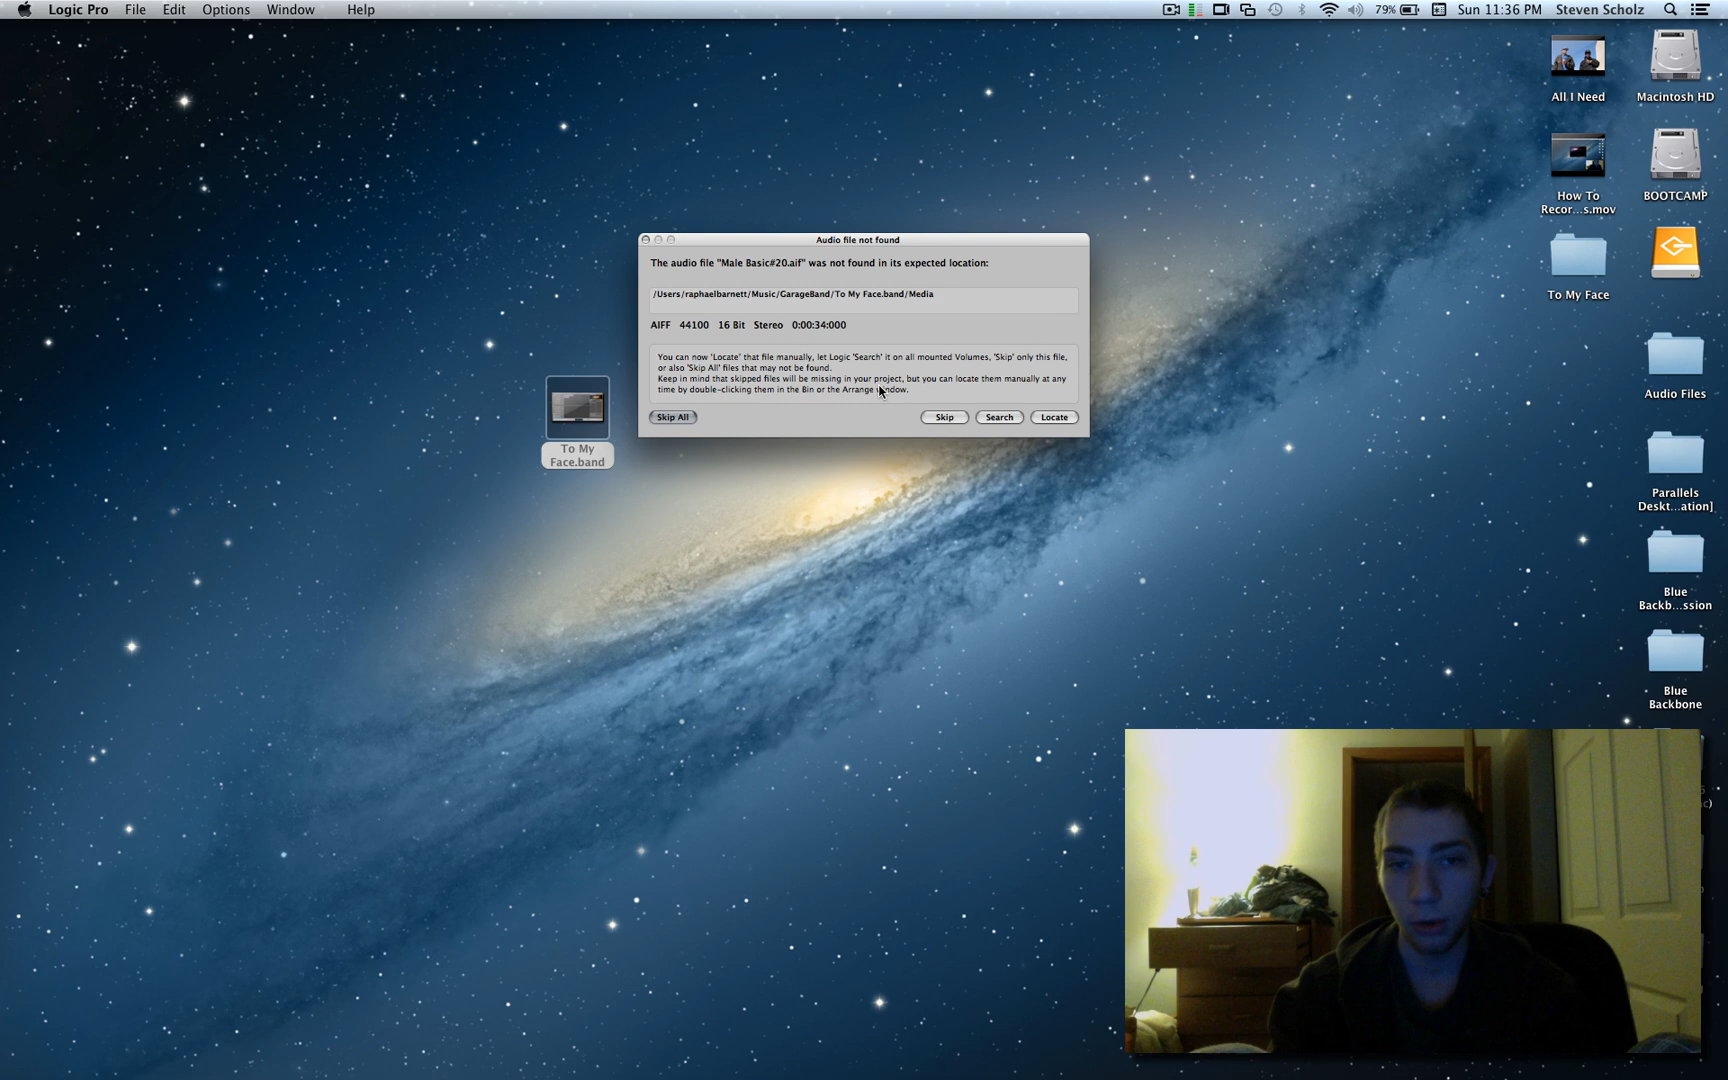 Logic Pro File Edit Options Window Help
79% Sun 11:36 PM Steven Scholz
Audio file not found
The audio file "Male Basic#20.aif" was not found in its expected location:
/Users/raphaelbarnett/Music/GarageBand/To My Face.band/Media
AIFF 44100 16 Bit Stereo 0:00:34:000
You can now 'Locate' that file manually, let Logic 'Search' it on all mounted Volumes, 'Skip' only this file,
or also 'Skip All' files that may not be found.
Keep in mind that skipped files will be missing in your project, but you can locate them manually at any
time by double-clicking them in the Bin or the Arrange window.
Skip All Skip Search Locate
To My
Face.band
All I Need
Macintosh HD
How To
Recor...s.mov
BOOTCAMP
To My Face
Audio Files
Parallels
Deskt...ation]
Blue
Backb...ssion
Blue
Backbone